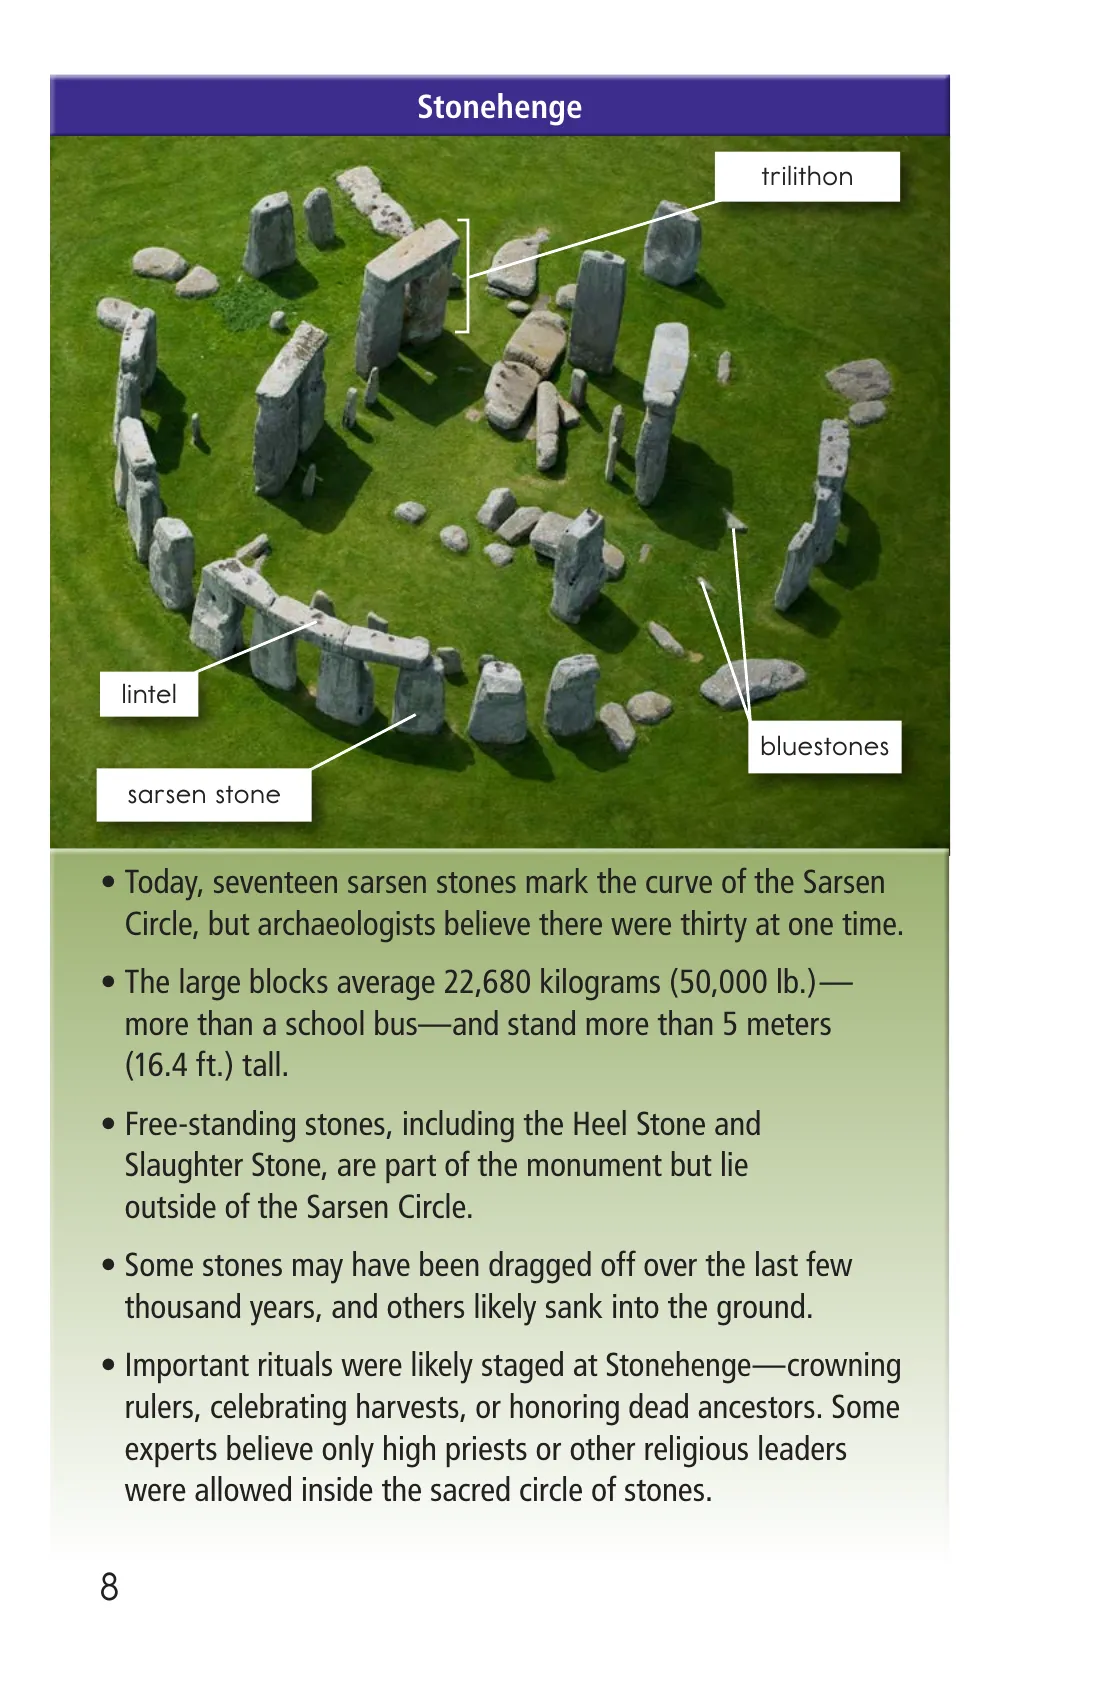 Stonehenge
trilithon
lintel
bluestones
sarsen stone
• Today, seventeen sarsen stones mark the curve of the Sarsen
Circle, but archaeologists believe there were thirty at one time.
• The large blocks average 22,680 kilograms (50,000 lb.)—
more than a school bus—and stand more than 5 meters
(16.4 ft.) tall.
• Free-standing stones, including the Heel Stone and
Slaughter Stone, are part of the monument but lie
outside of the Sarsen Circle.
• Some stones may have been dragged off over the last few
thousand years, and others likely sank into the ground.
• Important rituals were likely staged at Stonehenge—crowning
rulers, celebrating harvests, or honoring dead ancestors. Some
experts believe only high priests or other religious leaders
were allowed inside the sacred circle of stones.
8